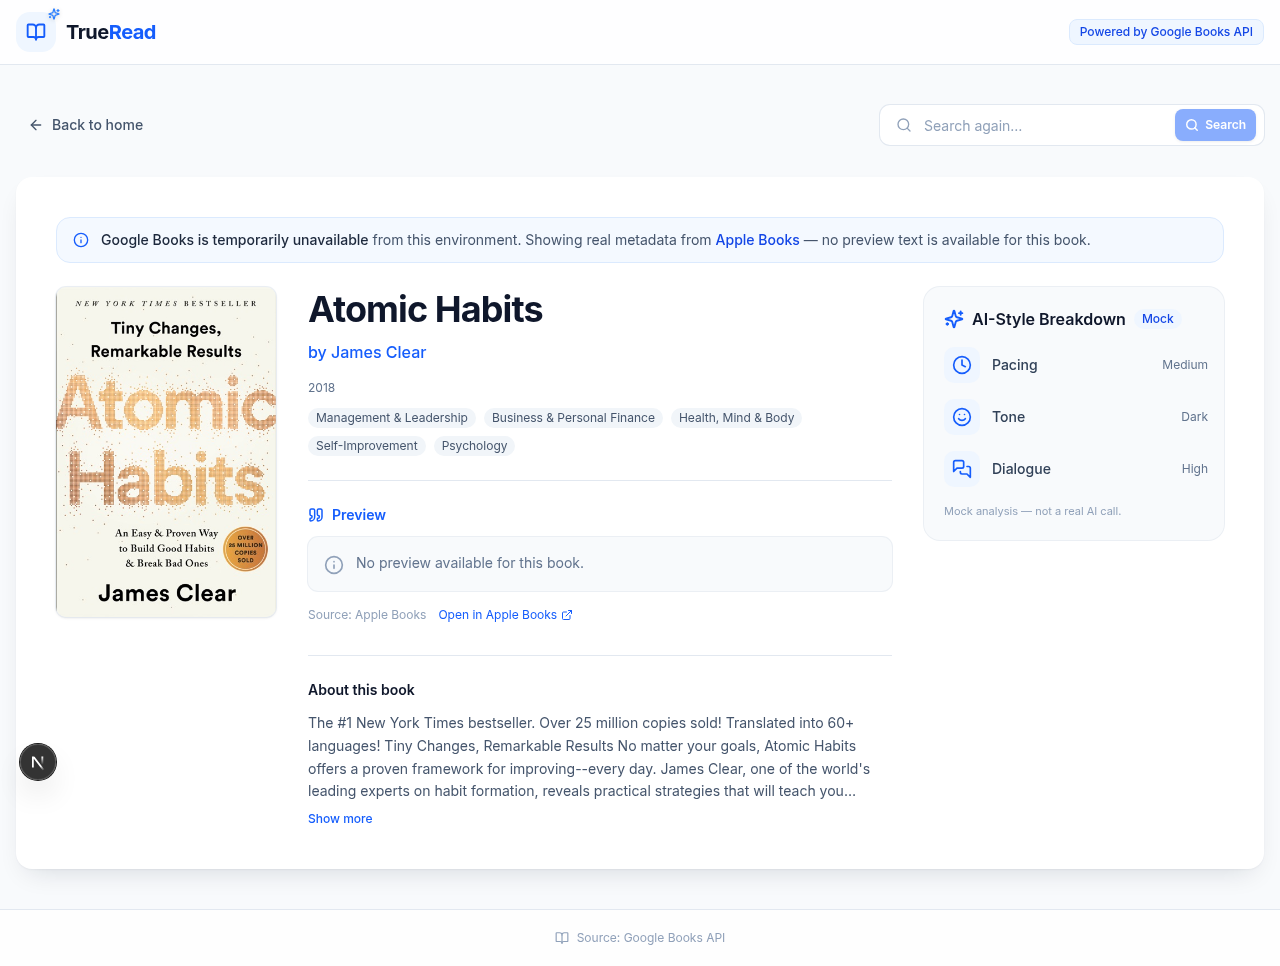 TrueRead
Powered by Google Books API
Back to home
Search again...
Search
Google Books is temporarily unavailable from this environment. Showing real metadata from Apple Books — no preview text is available for this book.
NEW YORK TIMES BESTSELLER
Tiny Changes,
Remarkable Results
Atomic
Habits
An Easy & Proven Way
to Build Good Habits
& Break Bad Ones
OVER
25 MILLION
COPIES
SOLD
James Clear
Atomic Habits
by James Clear
2018
Management & Leadership
Business & Personal Finance
Health, Mind & Body
Self-Improvement
Psychology
Preview
No preview available for this book.
Source: Apple Books
Open in Apple Books
About this book
The #1 New York Times bestseller. Over 25 million copies sold! Translated into 60+
languages! Tiny Changes, Remarkable Results No matter your goals, Atomic Habits
offers a proven framework for improving--every day. James Clear, one of the world's
leading experts on habit formation, reveals practical strategies that will teach you...
Show more
AI-Style Breakdown
Mock
Pacing
Medium
Tone
Dark
Dialogue
High
Mock analysis — not a real AI call.
N
Source: Google Books API